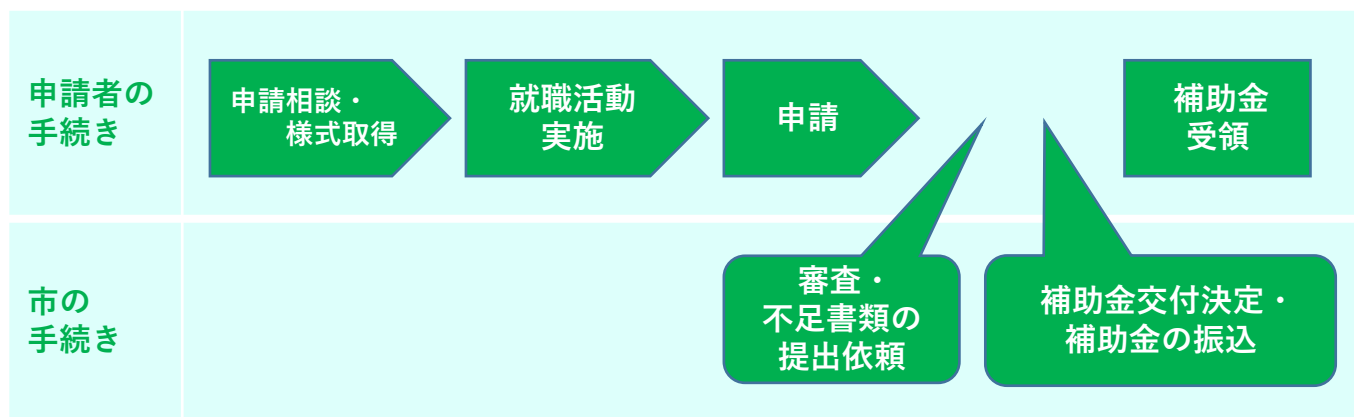 申請者の
手続き
申請相談・
様式取得
就職活動
実施
申請
補助金
受領
市の
手続き
審査・
不足書類の
提出依頼
補助金交付決定・
補助金の振込